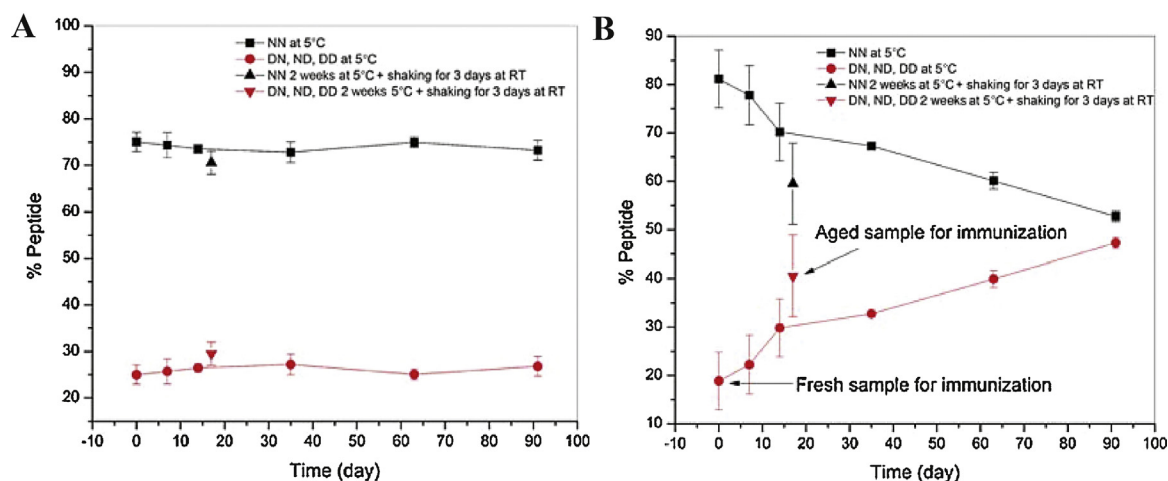 A
NN at 5°C
DN, ND, DD at 5°C
NN 2 weeks at 5°C + shaking for 3 days at RT
DN, ND, DD 2 weeks 5°C + shaking for 3 days at RT
% Peptide
100
90
80
70
60
50
40
30
20
-10 0 10 20 30 40 50 60 70 80 90 100
Time (day)
B
NN at 5°C
DN, ND, DD at 5°C
NN 2 weeks at 5°C + shaking for 3 days at RT
DN, ND, DD 2 weeks at 5°C + shaking for 3 days at RT
Aged sample for immunization
Fresh sample for immunization
% Peptide
90
80
70
60
50
40
30
20
10
-10 0 10 20 30 40 50 60 70 80 90 100
Time (day)